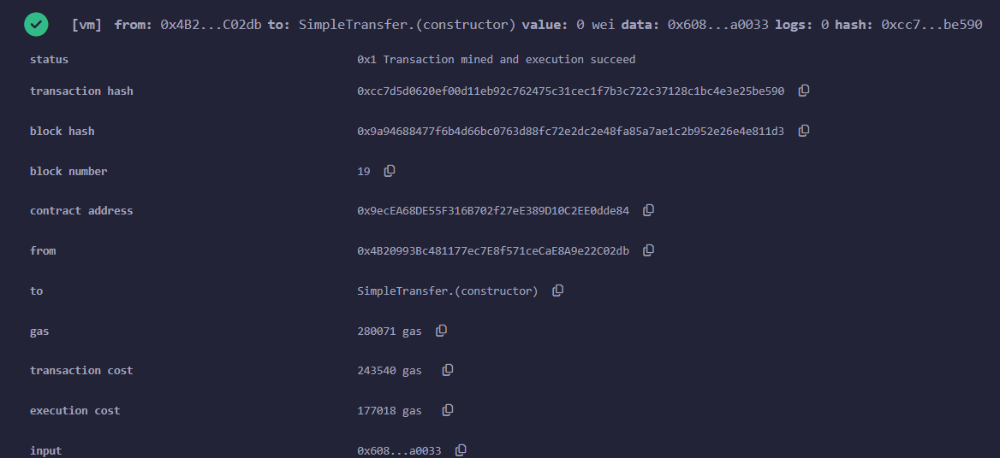 [vm] from: 0x4B2...C02db to: SimpleTransfer.(constructor) value: 0 wei data: 0x608...a0033 logs: 0 hash: 0xcc7...be590
status 0x1 Transaction mined and execution succeed
transaction hash 0xcc7d5d0620ef00d11eb92c762475c31cec1f7b3c722c37128c1bc4e3e25be590
block hash 0x9a94688477f6b4d66bc0763d88fc72e2dc2e48fa85a7ae1c2b952e26e4e811d3
block number 19
contract address 0x9ecEA68DE55F316B702f27eE389D10C2EE0dde84
from 0x4B20993Bc481177ec7E8f571ceCaE8A9e22C02db
to SimpleTransfer.(constructor)
gas 280071 gas
transaction cost 243540 gas
execution cost 177018 gas
input 0x608...a0033